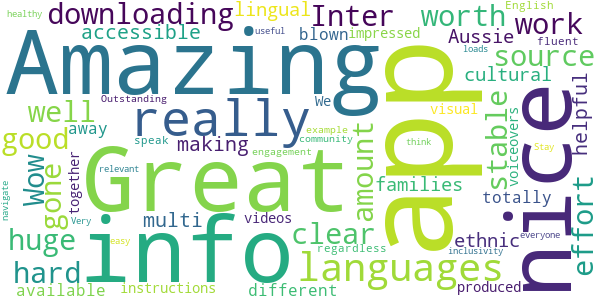 healthy
downloading
lingual
Inter
worth
English
work
accessible
blown
impressed
Aussie
useful
fluent
Amazing
app
nice
source
loads
cultural
Outstanding
We
visual
helpful
really
well
good
away
speak
example
community
making
think
stable
voiceovers
Wow
gone
together
relevant
engagement
Stay
Great
amount
families
totally
effort
navigate
Very
multi
videos
clear
ethnic
everyone
huge
info
hard
easy
regardless
inclusivity
languages
available
instructions
different
produced